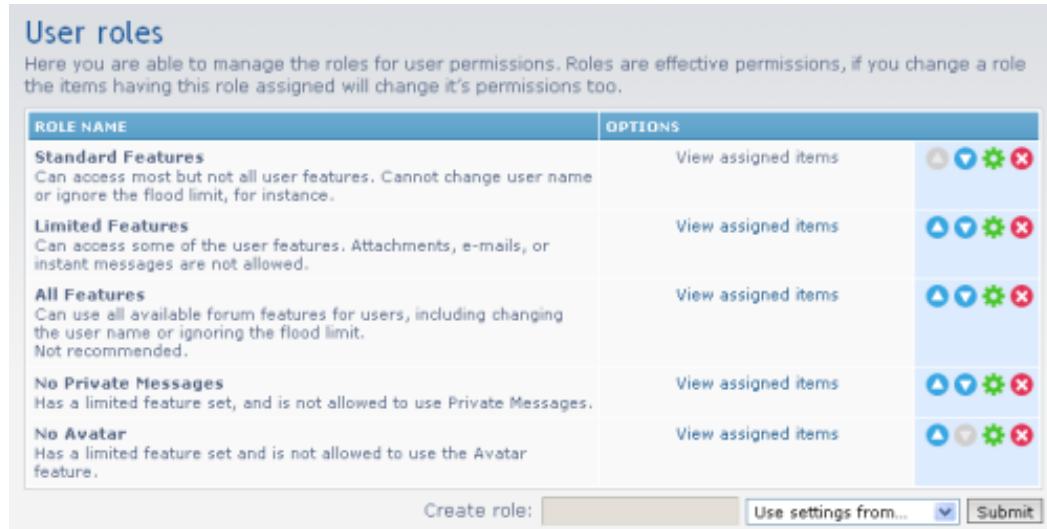 User roles
Here you are able to manage the roles for user permissions. Roles are effective permissions, if you change a role
the items having this role assigned will change it's permissions too.
ROLE NAME OPTIONS
Standard Features View assigned items
Can access most but not all user features. Cannot change user name
or ignore the flood limit, for instance.
Limited Features View assigned items
Can access some of the user features. Attachments, e-mails, or
instant messages are not allowed.
All Features View assigned items
Can use all available forum features for users, including changing
the user name or ignoring the flood limit.
Not recommended.
No Private Messages View assigned items
Has a limited feature set, and is not allowed to use Private Messages.
No Avatar View assigned items
Has a limited feature set and is not allowed to use the Avatar
feature.
Create role: Use settings from... Submit